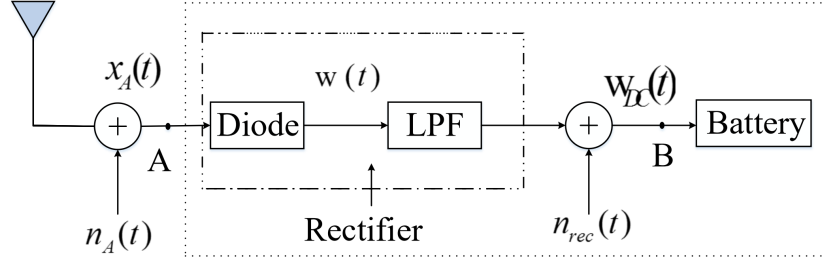 x_A(t)
w (t)
w_DC(t)
+
Diode
LPF
+
Battery
A
B
n_A(t)
Rectifier
n_rec(t)